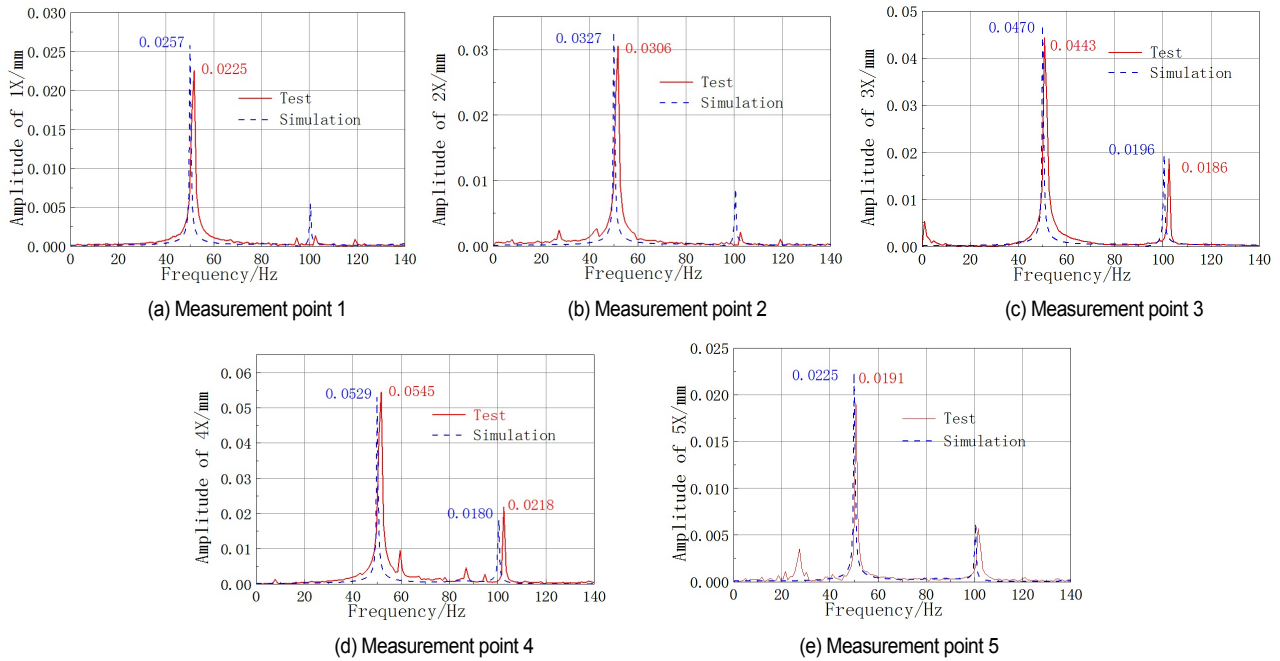 Amplitude of 1X/mm
0.030
0.025
0.020
0.015
0.010
0.005
0.000
0.0257
0.0225
Test
Simulation
0 20 40 60 80 100 120 140
Frequency/Hz
(a) Measurement point 1
Amplitude of 2X/mm
0.03
0.02
0.01
0.00
0.0327
0.0306
Test
Simulation
0 20 40 60 80 100 120 140
Frequency/Hz
(b) Measurement point 2
Amplitude of 3X/mm
0.05
0.04
0.03
0.02
0.01
0.00
0.0470
0.0443
Test
Simulation
0.0196
0.0186
0 20 40 60 80 100 120 140
Frequency/Hz
(c) Measurement point 3
Amplitude of 4X/mm
0.06
0.05
0.04
0.03
0.02
0.01
0.00
0.0529
0.0545
Test
Simulation
0.0180
0.0218
0 20 40 60 80 100 120 140
Frequency/Hz
(d) Measurement point 4
Amplitude of 5X/mm
0.025
0.020
0.015
0.010
0.005
0.000
0.0225
0.0191
Test
Simulation
0 20 40 60 80 100 120 140
Frequency/Hz
(e) Measurement point 5